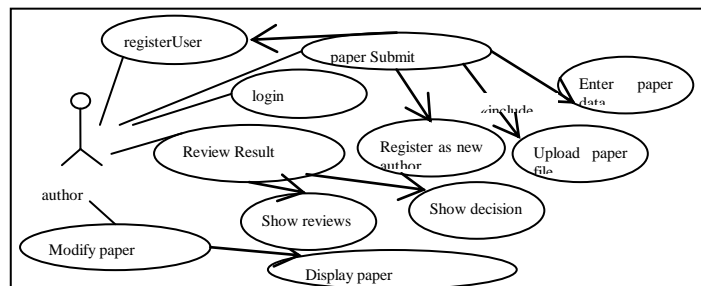 registerUser
paper Submit
Enter paper
data
login
«include
Register as new
author
Upload paper
file
Review Result
author
Show reviews
Show decision
Modify paper
Display paper